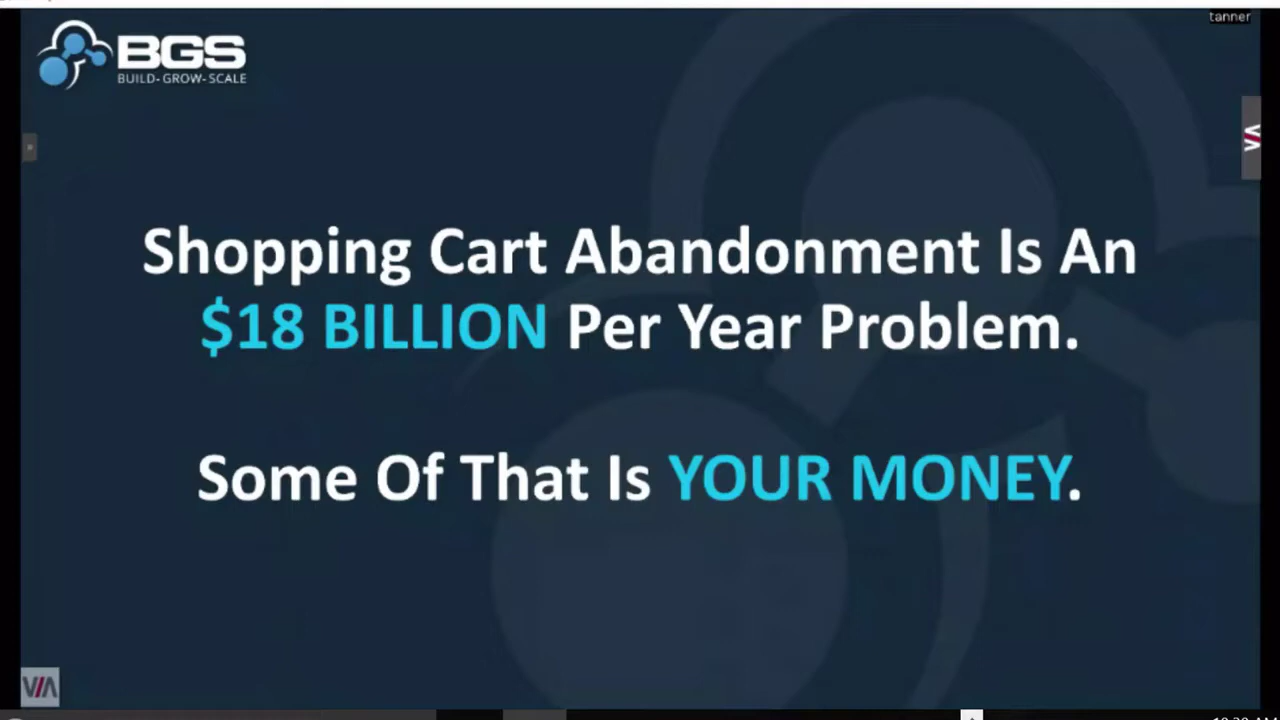 tanner
BGS
BUILD-GROW-SCALE
Shopping Cart Abandonment Is An
$18 BILLION Per Year Problem.
Some Of That Is YOUR MONEY.
VIA